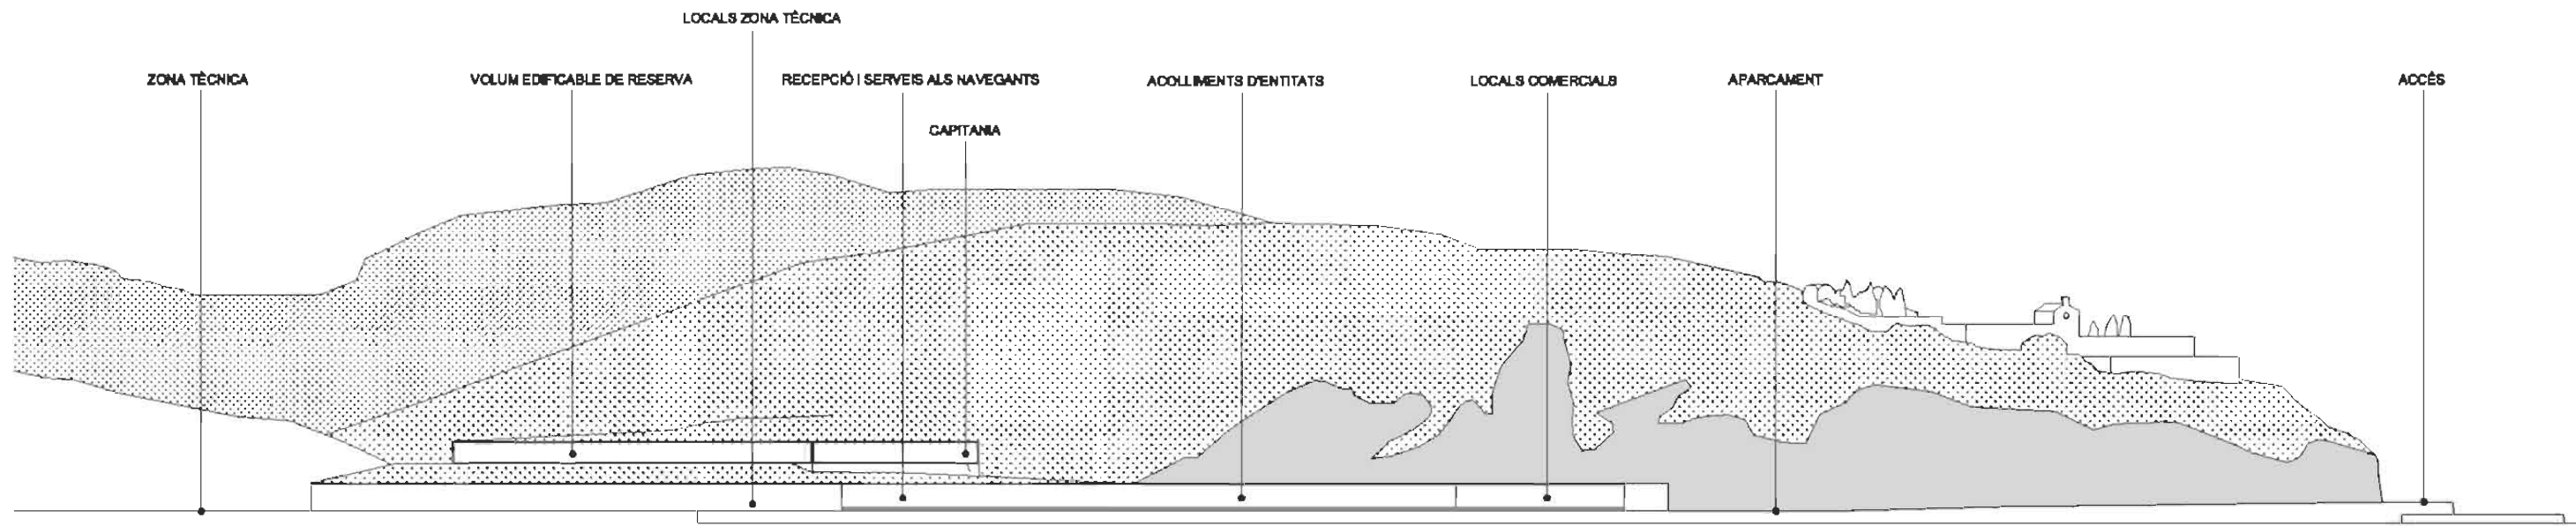 LOCALS ZONA TÈCNICA
ZONA TÈCNICA
VOLUM EDIFICABLE DE RESERVA
RECEPCIÓ I SERVEIS ALS NAVEGANTS
ACOLLIMENTS D'ENTITATS
LOCALS COMERCIALS
APARCAMENT
ACCÉS
CAPITANIA